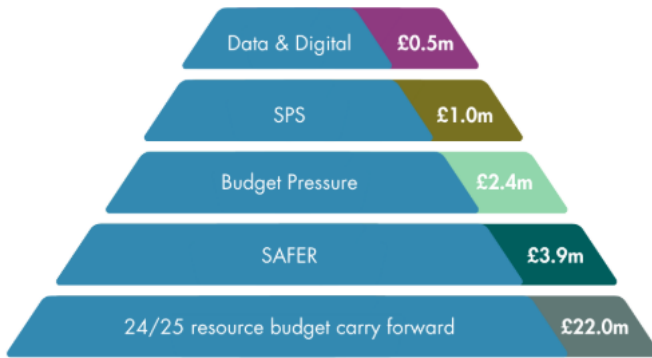 Data & Digital £0.5m
SPS £1.0m
Budget Pressure £2.4m
SAFER £3.9m
24/25 resource budget carry forward £22.0m